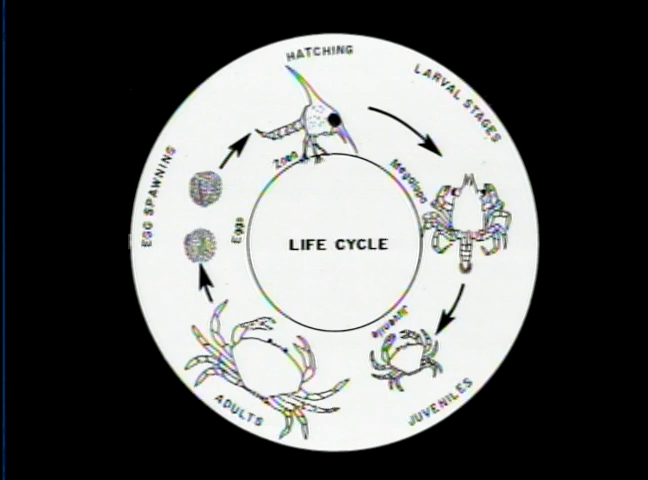 HATCHING
LARVAL STAGES
EGG SPAWNING
Zoea
Megalopa
Eggs
LIFE CYCLE
Juvenile
ADULTS
JUVENILES